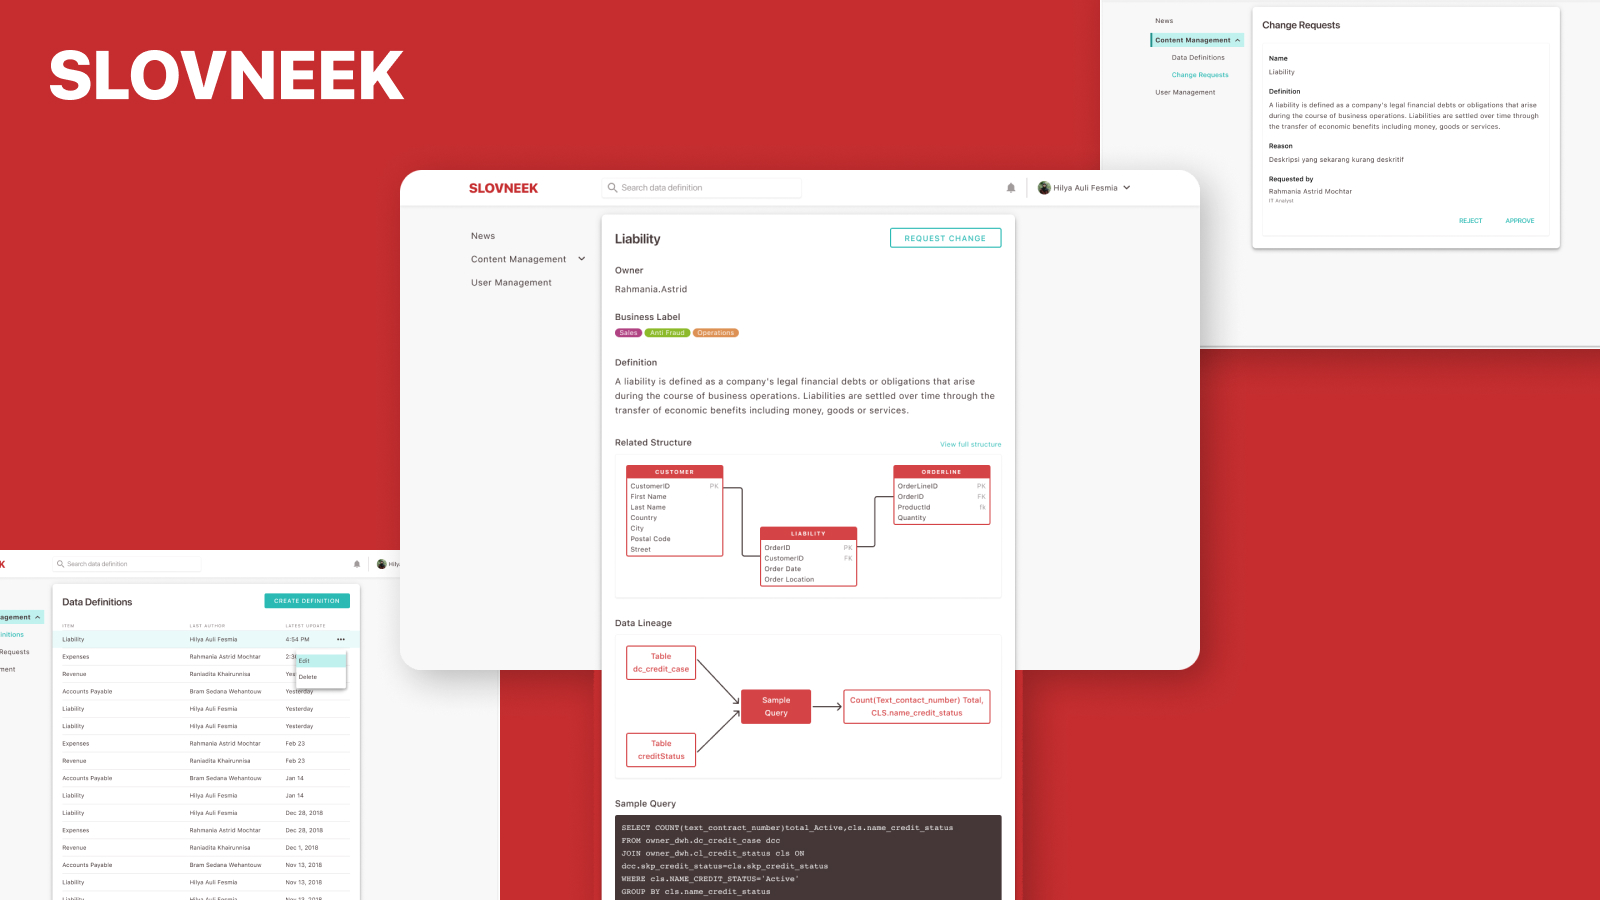 SLOVNEEK
News
Content Management
Data Definitions
Change Requests
User Management
Change Requests
Name
Liability
Definition
A liability is defined as a company's legal financial debts or obligations that arise
during the course of business operations. Liabilities are settled over time through
the transfer of economic benefits including money, goods or services.
Reason
Deskripsi yang sekarang kurang deskritif
Requested by
Rahmania Astrid Mochtar
IT Analyst
REJECT APPROVE
SLOVNEEK
Search data definition
Hilya Auli Fesmia
News
Content Management
User Management
Liability
REQUEST CHANGE
Owner
Rahmania.Astrid
Business Label
Sales Anti Fraud Operations
Definition
A liability is defined as a company's legal financial debts or obligations that arise
during the course of business operations. Liabilities are settled over time through the
transfer of economic benefits including money, goods or services.
Related Structure
View full structure
CUSTOMER
CustomerID PK
First Name
Last Name
Country
City
Postal Code
Street
LIABILITY
OrderID PK
CustomerID FK
Order Date
Order Location
ORDERLINE
OrderLineID PK
OrderID FK
ProductId fk
Quantity
Data Lineage
Table
dc_credit_case
Table
creditStatus
Sample
Query
Count(Text_contact_number) Total,
CLS.name_credit_status
Sample Query
SELECT COUNT(text_contract_number)total_Active,cls.name_credit_status
FROM owner_dwh.dc_credit_case dcc
JOIN owner_dwh.cl_credit_status cls ON
dcc.skp_credit_status=cls.skp_credit_status
WHERE cls.NAME_CREDIT_STATUS='Active'
GROUP BY cls.name_credit_status
K
Search data definition
Hily
agement
initions
Requests
ment
Data Definitions
CREATE DEFINITION
ITEM LAST AUTHOR LATEST UPDATE
Liability Hilya Auli Fesmia 4:54 PM
Expenses Rahmania Astrid Mochtar 2:3
Edit
Revenue Raniadita Khairunnisa Yes
Delete
Accounts Payable Bram Sedana Wehantouw Yesterday
Liability Hilya Auli Fesmia Yesterday
Liability Hilya Auli Fesmia Yesterday
Expenses Rahmania Astrid Mochtar Feb 23
Revenue Raniadita Khairunnisa Feb 23
Accounts Payable Bram Sedana Wehantouw Jan 14
Liability Hilya Auli Fesmia Jan 14
Liability Hilya Auli Fesmia Dec 28, 2018
Expenses Rahmania Astrid Mochtar Dec 28, 2018
Revenue Raniadita Khairunnisa Dec 1, 2018
Accounts Payable Bram Sedana Wehantouw Nov 13, 2018
Liability Hilya Auli Fesmia Nov 13, 2018
Liability Hilya Auli Fesmia Nov 13, 2018